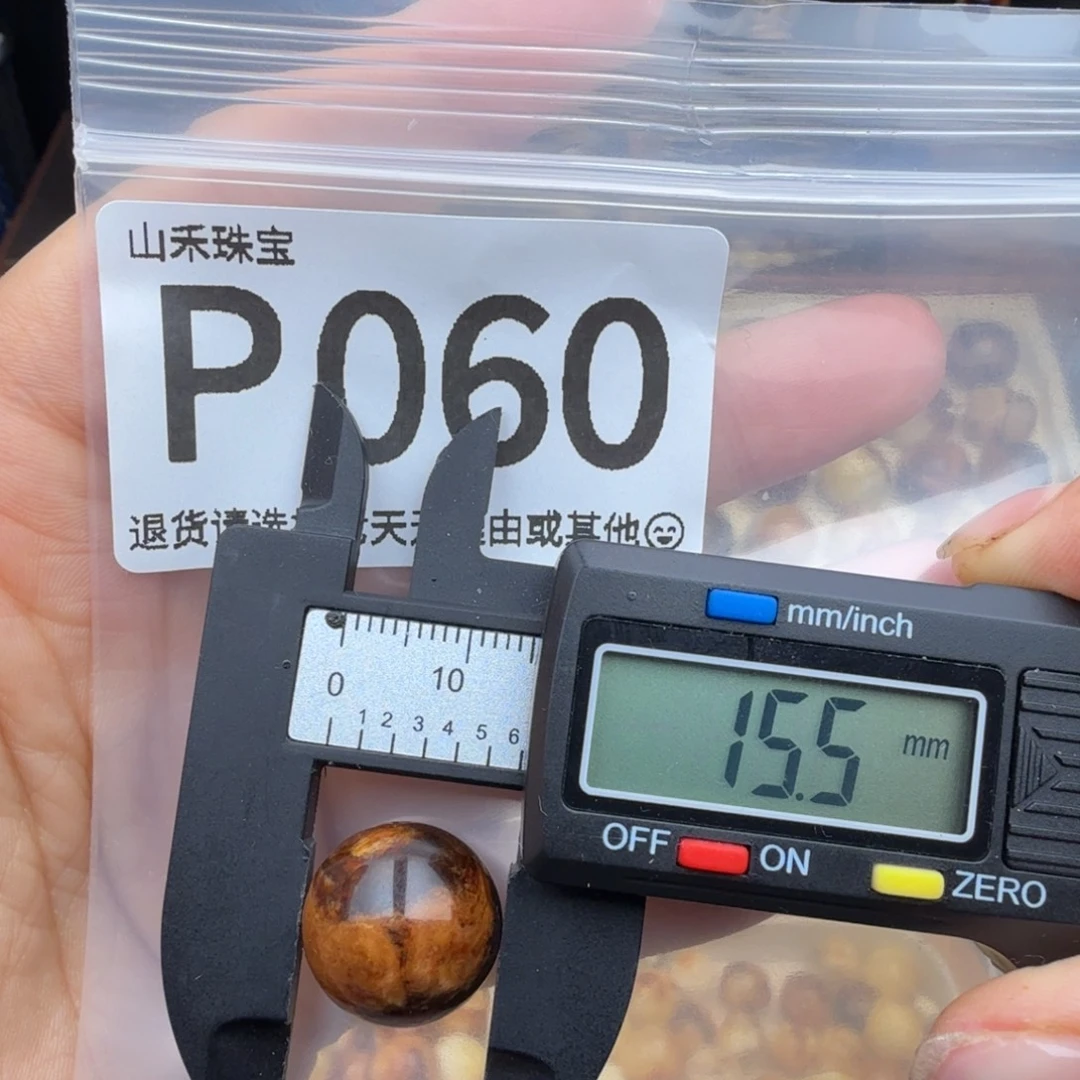 山禾珠宝
P060
退货请选 天 由或其他
mm/inch
0 10
1 2 3 4 5 6
15.5 mm
OFF ON ZERO